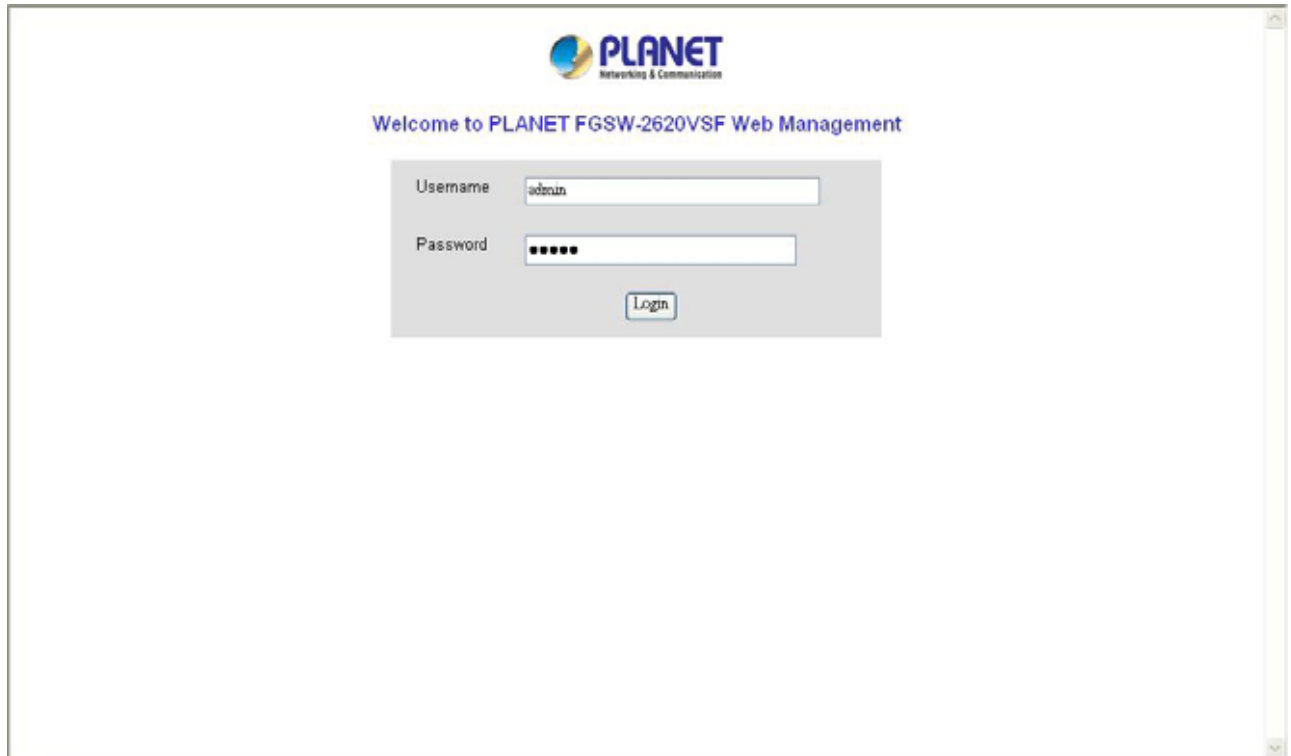 PLANET
Networking & Communication
Welcome to PLANET FGSW-2620VSF Web Management
Username admin
Password •••••
Login